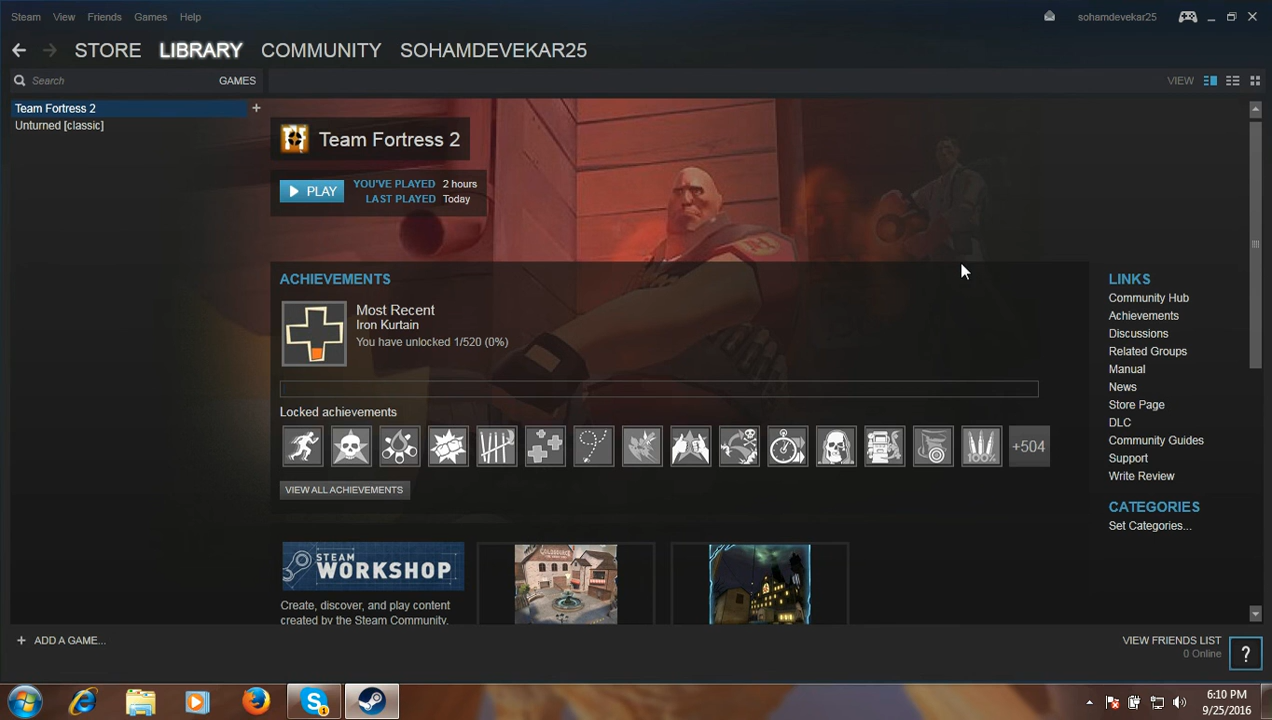 Steam View Friends Games Help
sohamdevekar25
STORE LIBRARY COMMUNITY SOHAMDEVEKAR25
Search GAMES
VIEW
Team Fortress 2 +
Unturned [classic]
Team Fortress 2
PLAY
YOU'VE PLAYED 2 hours
LAST PLAYED Today
ACHIEVEMENTS
Most Recent
Iron Kurtain
You have unlocked 1/520 (0%)
Locked achievements
100%
+504
VIEW ALL ACHIEVEMENTS
LINKS
Community Hub
Achievements
Discussions
Related Groups
Manual
News
Store Page
DLC
Community Guides
Support
Write Review
CATEGORIES
Set Categories...
STEAM
WORKSHOP
Create, discover, and play content
created by the Steam Community.
GOLDSOURCE
+ ADD A GAME...
VIEW FRIENDS LIST
0 Online
?
S 1
6:10 PM
9/25/2016